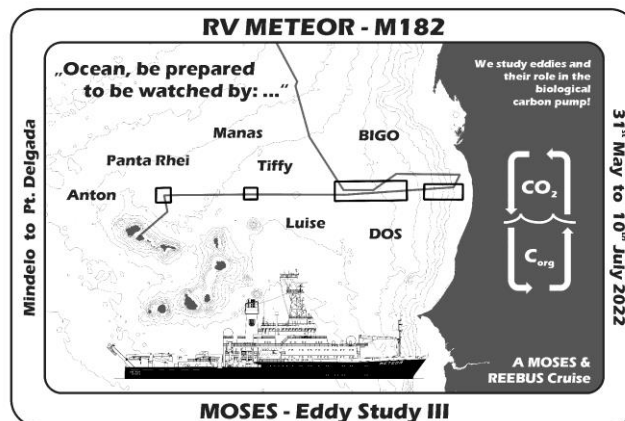 RV METEOR - M182
„Ocean, be prepared
to be watched by: ...“
We study eddies and
their role in the
biological
carbon pump!
Manas
BIGO
Panta Rhei
Tiffy
Anton
Luise
DOS
CO₂
C org
METEOR
A MOSES &
REEBUS Cruise
Mindelo to Pt. Delgada
31st May to 10th July 2022
MOSES - Eddy Study III